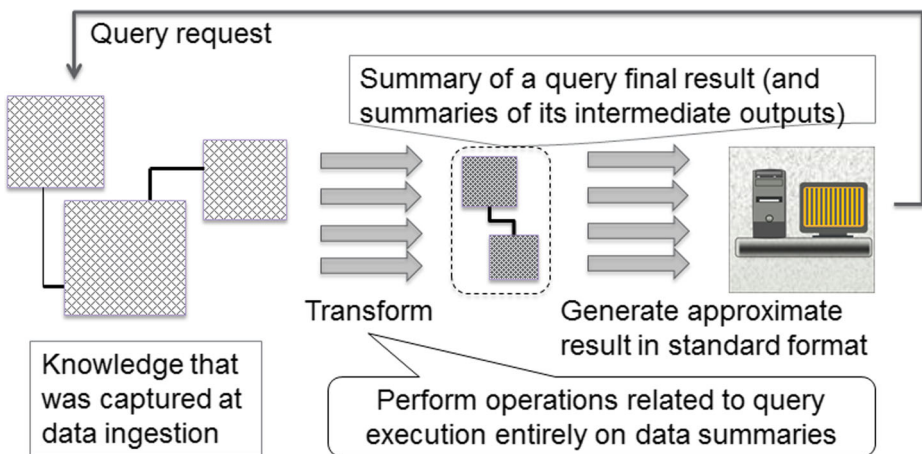 Query request
Summary of a query final result (and
summaries of its intermediate outputs)
Transform
Generate approximate
result in standard format
Knowledge that
was captured at
data ingestion
Perform operations related to query
execution entirely on data summaries